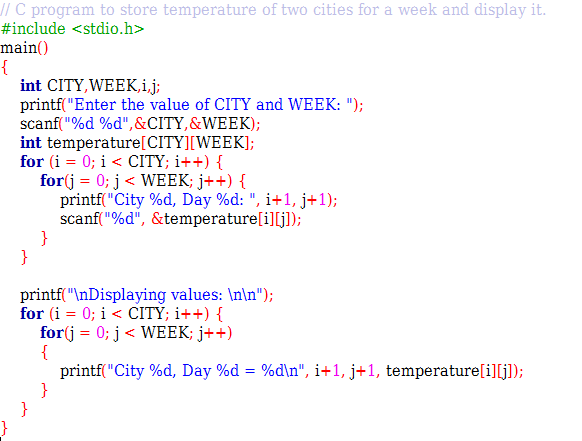 // C program to store temperature of two cities for a week and display it.
#include <stdio.h>
main()
{
int CITY,WEEK,i,j;
printf("Enter the value of CITY and WEEK: ");
scanf("%d %d",&CITY,&WEEK);
int temperature[CITY][WEEK];
for (i = 0; i < CITY; i++) {
for(j = 0; j < WEEK; j++) {
printf("City %d, Day %d: ", i+1, j+1);
scanf("%d", &temperature[i][j]);
}
}
printf("\nDisplaying values: \n\n");
for (i = 0; i < CITY; i++) {
for(j = 0; j < WEEK; j++)
{
printf("City %d, Day %d = %d\n", i+1, j+1, temperature[i][j]);
}
}
}